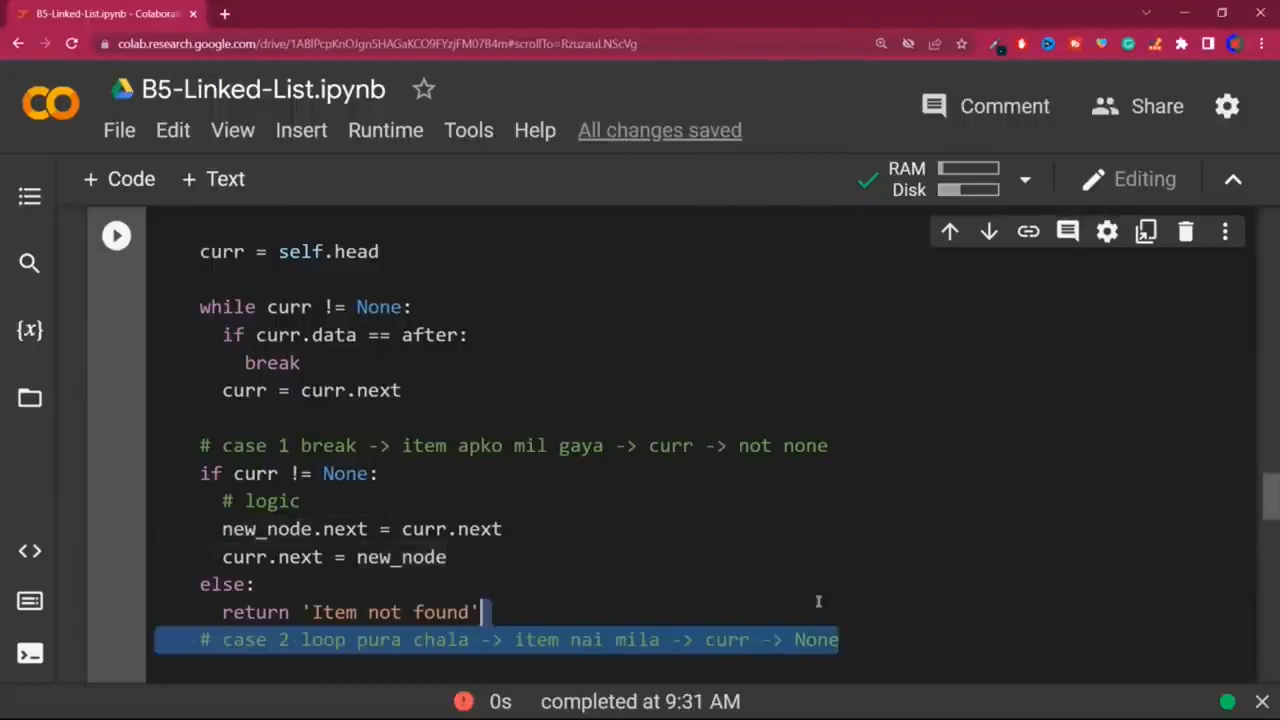 B5-Linked-List.ipynb - Colaborati
colab.research.google.com/drive/1ABlPcpKnOJgn5HAGaKCO9FYzjFM07B4m#scrollTo=RzuzauLNScVg
B5-Linked-List.ipynb
Comment
Share
File Edit View Insert Runtime Tools Help All changes saved
+ Code + Text
RAM
Disk
Editing
curr = self.head
while curr != None:
if curr.data == after:
break
curr = curr.next
# case 1 break -> item apko mil gaya -> curr -> not none
if curr != None:
# logic
new_node.next = curr.next
curr.next = new_node
else:
return 'Item not found'
# case 2 loop pura chala -> item nai mila -> curr -> None
0s completed at 9:31 AM